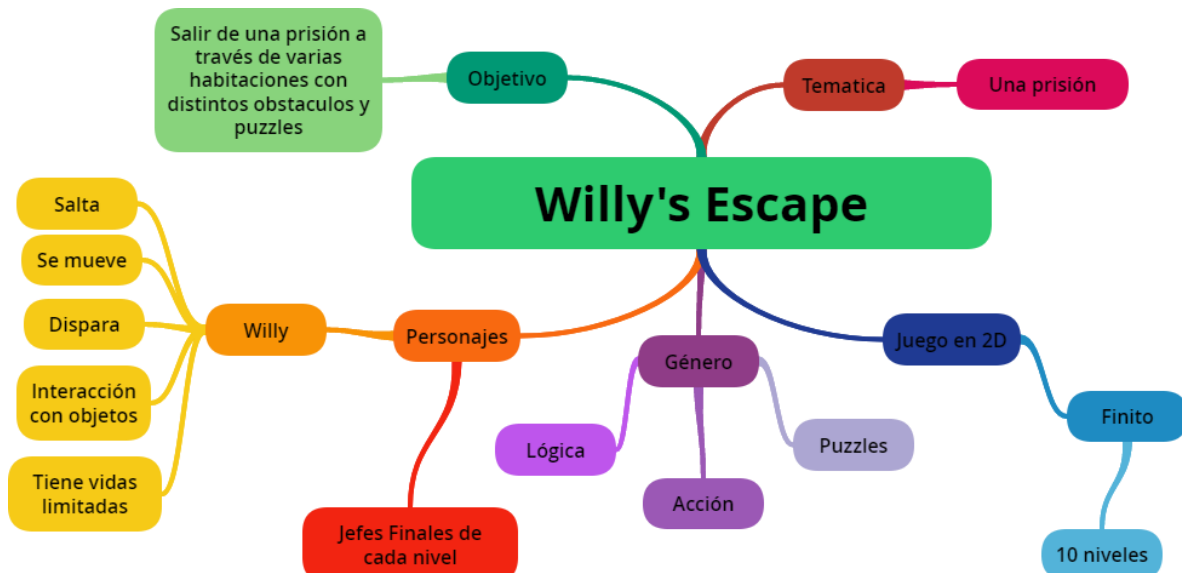 Salir de una prisión a
través de varias
habitaciones con
distintos obstaculos y
puzzles
Objetivo
Tematica
Una prisión
Willy's Escape
Salta
Se mueve
Dispara
Interacción
con objetos
Tiene vidas
limitadas
Willy
Personajes
Jefes Finales de
cada nivel
Género
Lógica
Acción
Puzzles
Juego en 2D
Finito
10 niveles